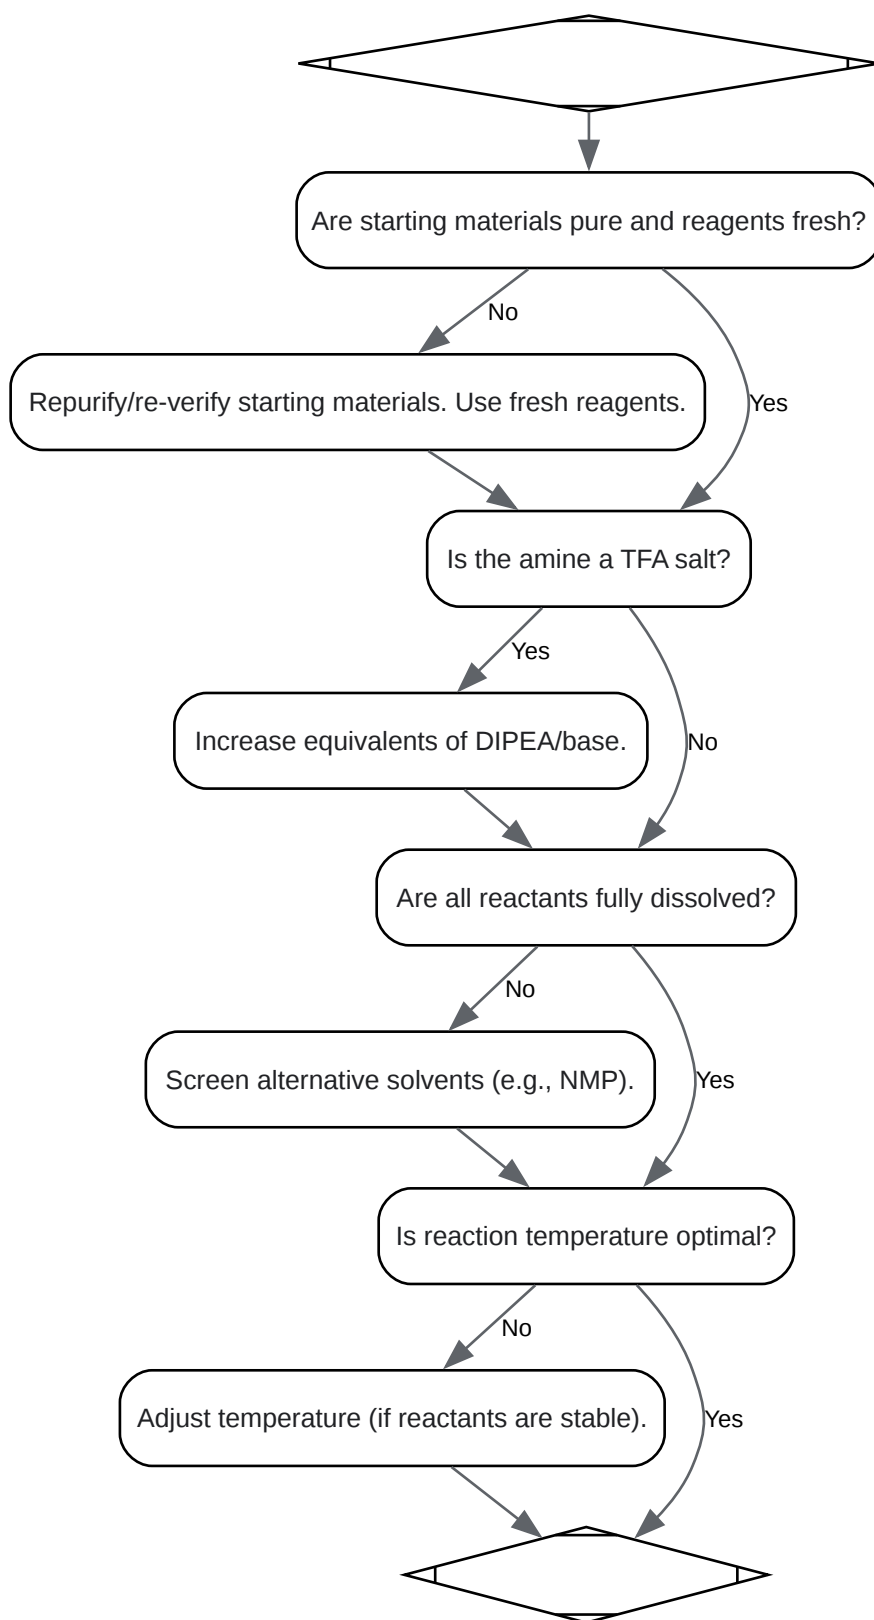 Are starting materials pure and reagents fresh?
No
Repurify/re-verify starting materials. Use fresh reagents.
Yes
Is the amine a TFA salt?
Yes
Increase equivalents of DIPEA/base.
No
Are all reactants fully dissolved?
No
Screen alternative solvents (e.g., NMP).
Yes
Is reaction temperature optimal?
No
Adjust temperature (if reactants are stable).
Yes